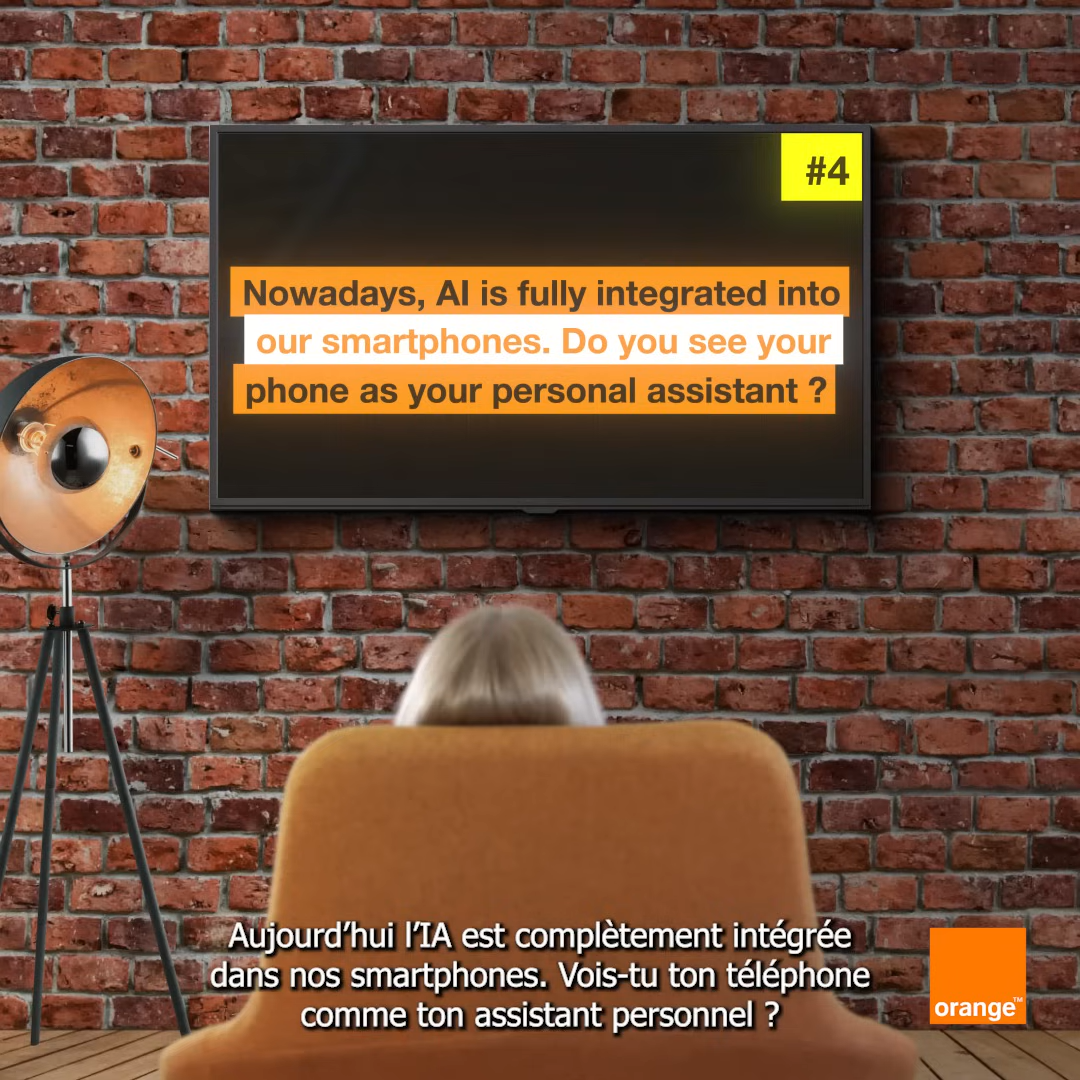 #4
Nowadays, AI is fully integrated into
our smartphones. Do you see your
phone as your personal assistant ?
Aujourd’hui l’IA est complètement intégrée
dans nos smartphones. Vois-tu ton téléphone
comme ton assistant personnel ?
orange™